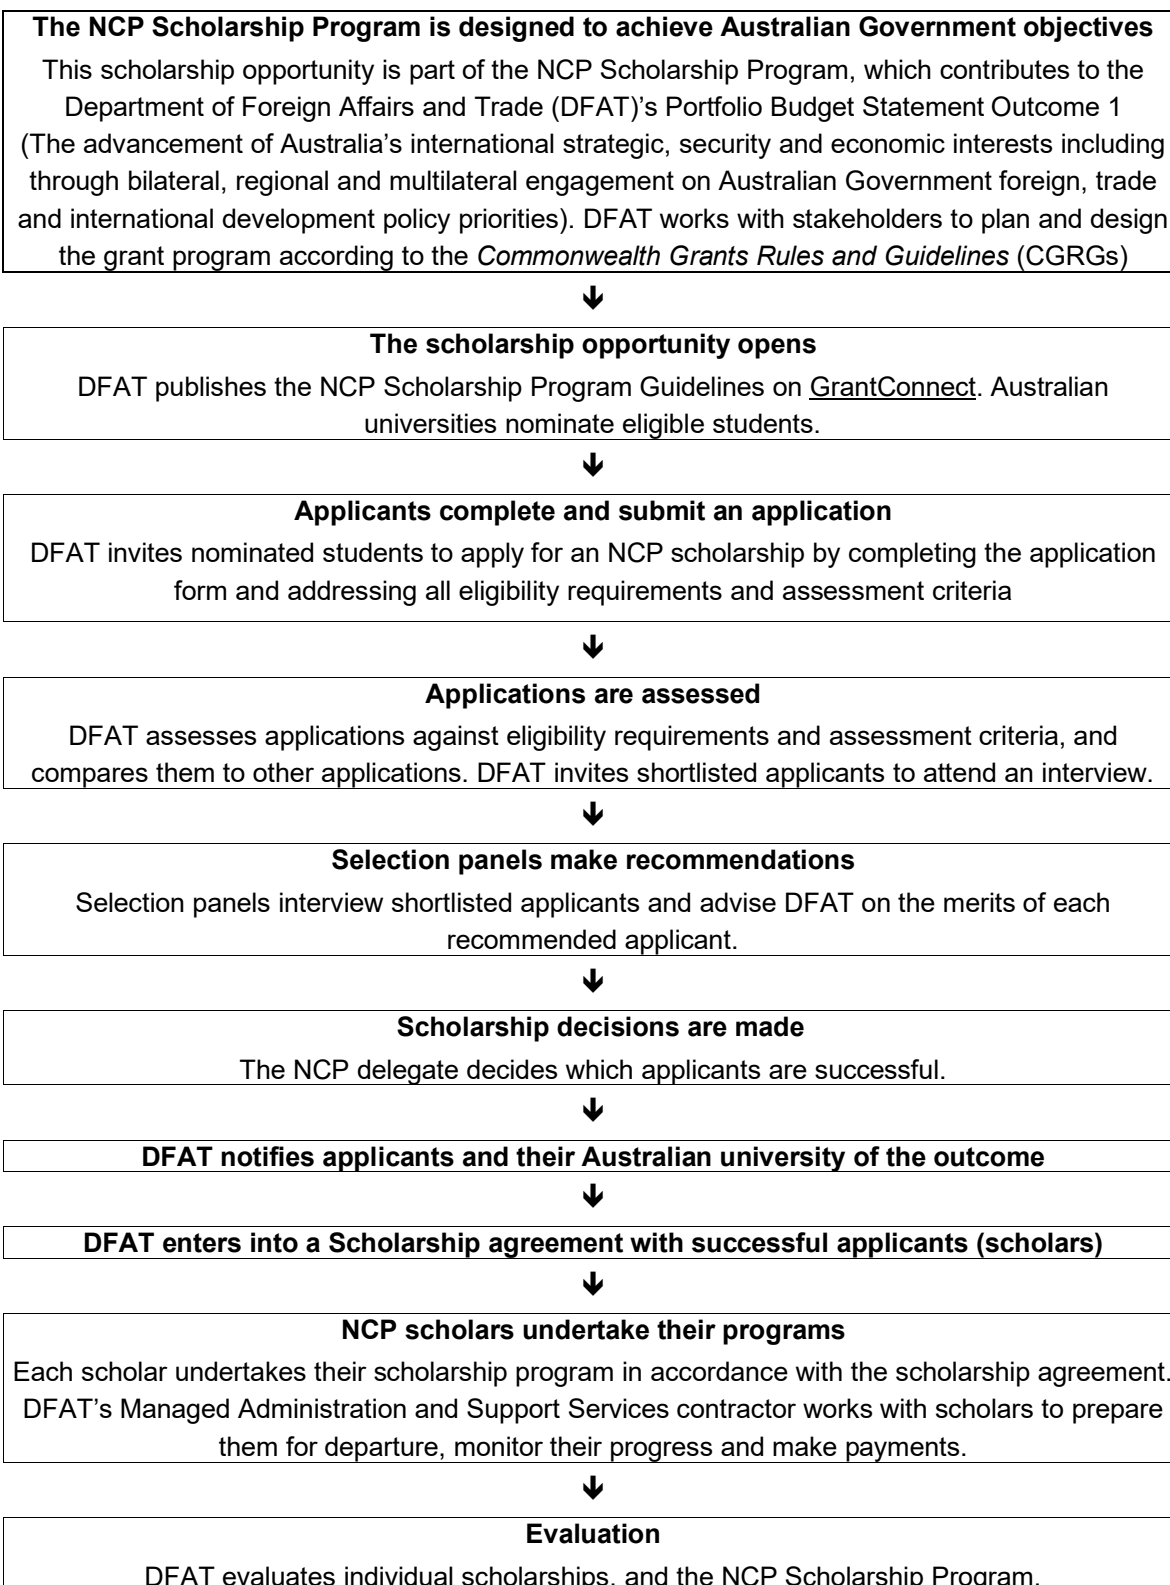 The NCP Scholarship Program is designed to achieve Australian Government objectives
This scholarship opportunity is part of the NCP Scholarship Program, which contributes to the
Department of Foreign Affairs and Trade (DFAT)’s Portfolio Budget Statement Outcome 1
(The advancement of Australia’s international strategic, security and economic interests including
through bilateral, regional and multilateral engagement on Australian Government foreign, trade
and international development policy priorities). DFAT works with stakeholders to plan and design
the grant program according to the Commonwealth Grants Rules and Guidelines (CGRGs)
The scholarship opportunity opens
DFAT publishes the NCP Scholarship Program Guidelines on GrantConnect. Australian
universities nominate eligible students.
Applicants complete and submit an application
DFAT invites nominated students to apply for an NCP scholarship by completing the application
form and addressing all eligibility requirements and assessment criteria
Applications are assessed
DFAT assesses applications against eligibility requirements and assessment criteria, and
compares them to other applications. DFAT invites shortlisted applicants to attend an interview.
Selection panels make recommendations
Selection panels interview shortlisted applicants and advise DFAT on the merits of each
recommended applicant.
Scholarship decisions are made
The NCP delegate decides which applicants are successful.
DFAT notifies applicants and their Australian university of the outcome
DFAT enters into a Scholarship agreement with successful applicants (scholars)
NCP scholars undertake their programs
Each scholar undertakes their scholarship program in accordance with the scholarship agreement.
DFAT’s Managed Administration and Support Services contractor works with scholars to prepare
them for departure, monitor their progress and make payments.
Evaluation
DFAT evaluates individual scholarships, and the NCP Scholarship Program.